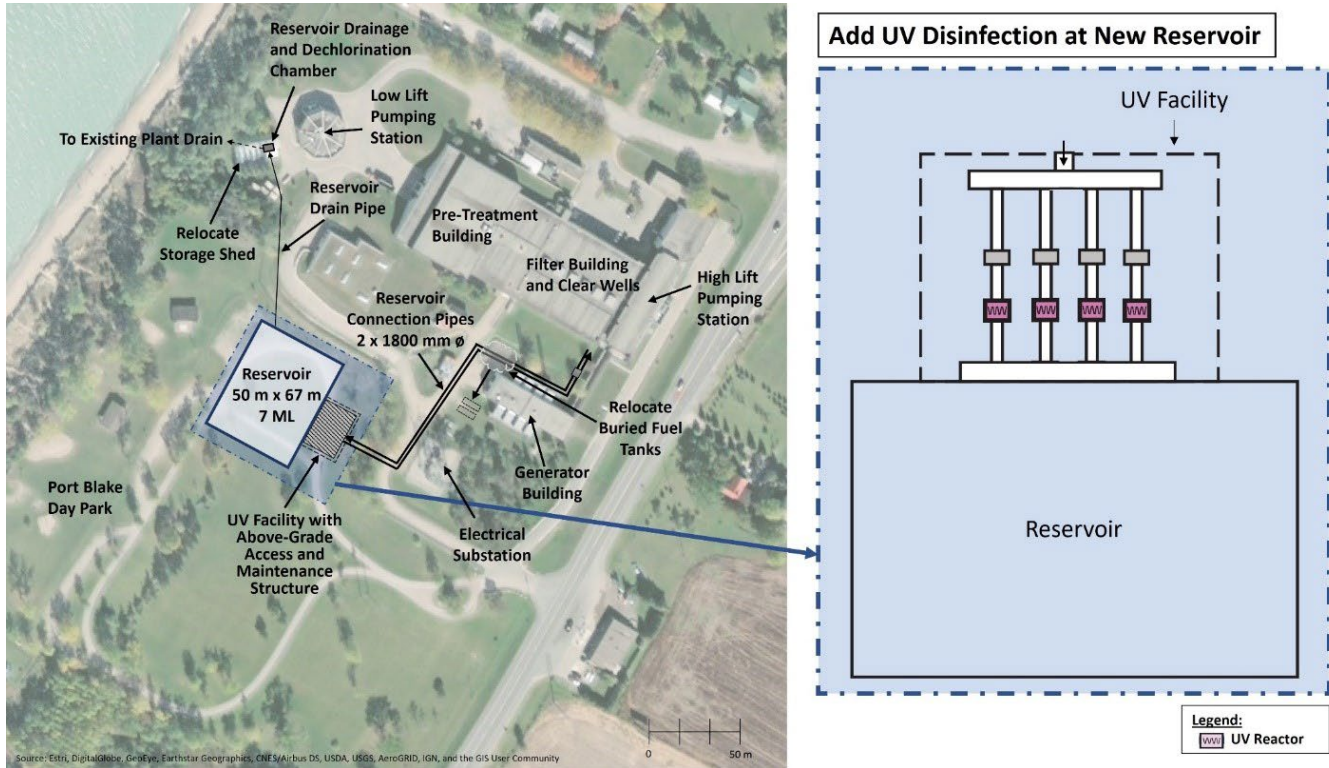 Reservoir Drainage
and Dechlorination
Chamber
Low Lift
Pumping
Station
To Existing Plant Drain
Reservoir
Drain Pipe
Relocate
Storage Shed
Pre-Treatment
Building
Filter Building
and Clear Wells
High Lift
Pumping
Station
Reservoir
Connection Pipes
2 x 1800 mm ø
Reservoir
50 m x 67 m
7 ML
Relocate
Buried Fuel
Tanks
Generator
Building
Port Blake
Day Park
UV Facility with
Above-Grade
Access and
Maintenance
Structure
Electrical
Substation
0
50 m
Source: Estri, DigitalGlobe, GeoEye, Earthstar Geographics, CNES/Airbus DS, USDA, USGS, AeroGRID, IGN, and the GIS User Community
Add UV Disinfection at New Reservoir
UV Facility
Reservoir
Legend:
UV Reactor